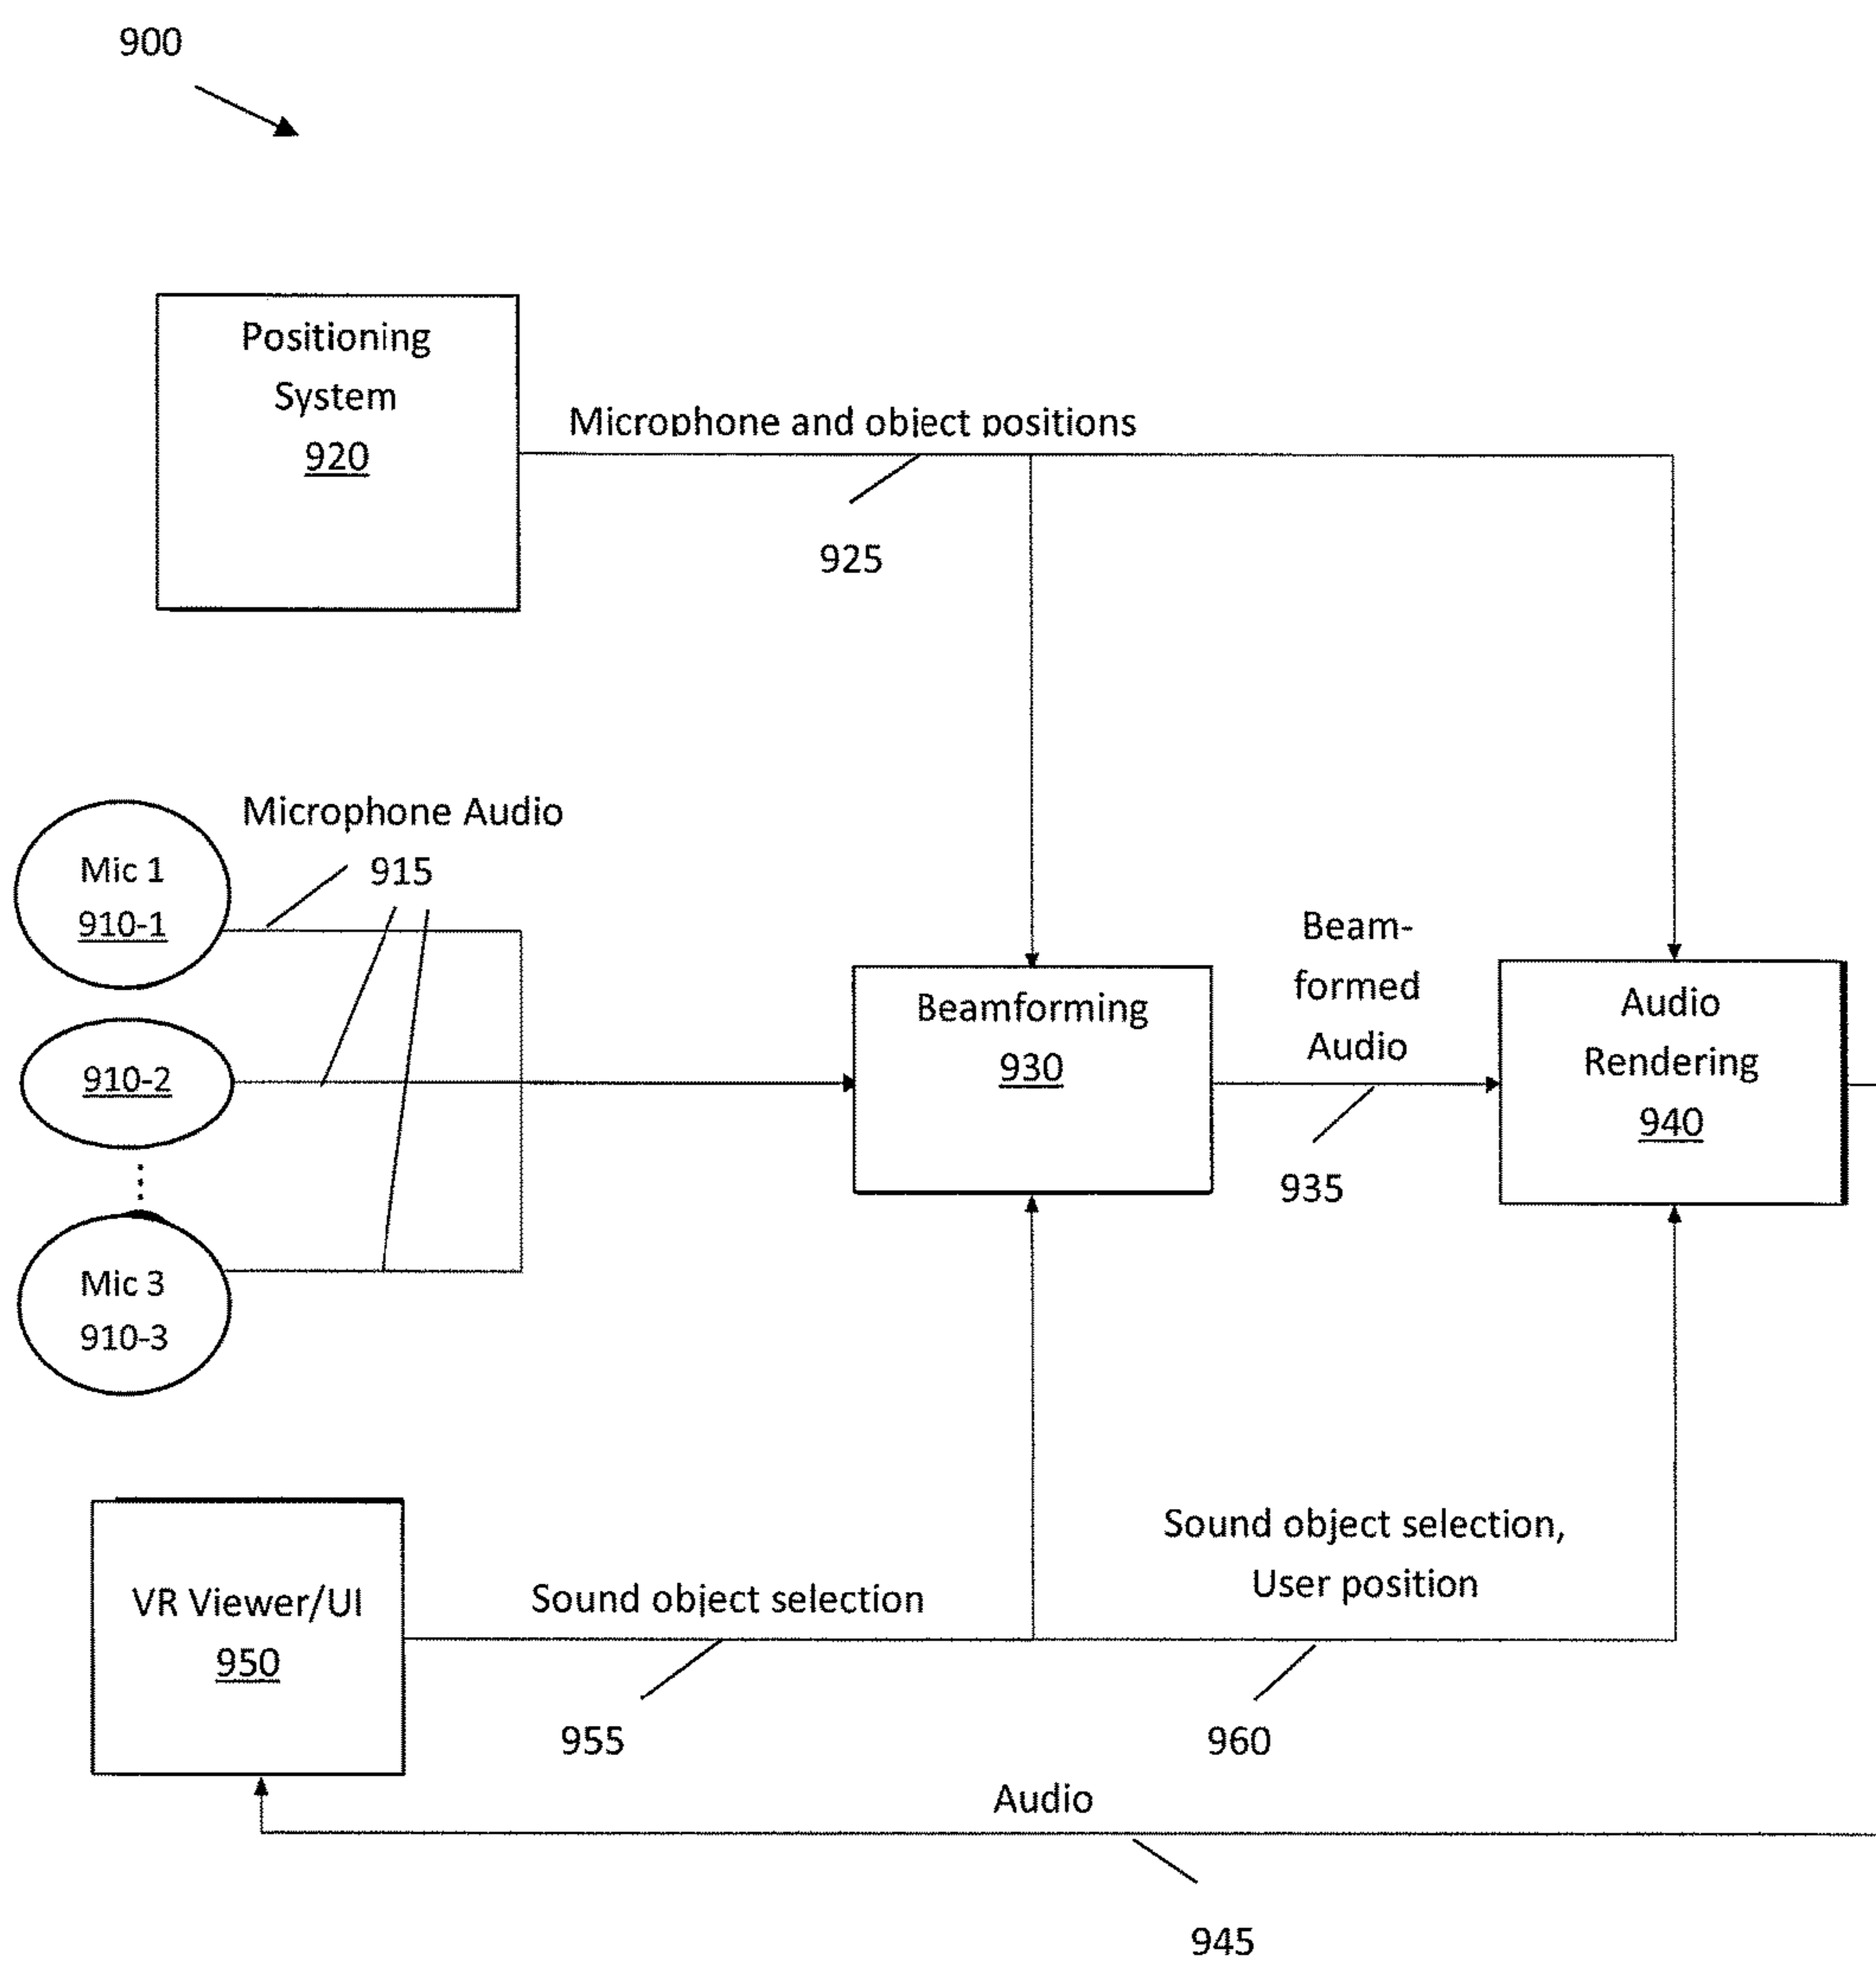 900
Positioning
System
920
Microphone and object positions
925
Microphone Audio
915
Mic 1
910-1
910-2
Mic 3
910-3
Beamforming
930
Beam-
formed
Audio
935
Audio
Rendering
940
VR Viewer/UI
950
Sound object selection
955
Sound object selection,
User position
960
Audio
945